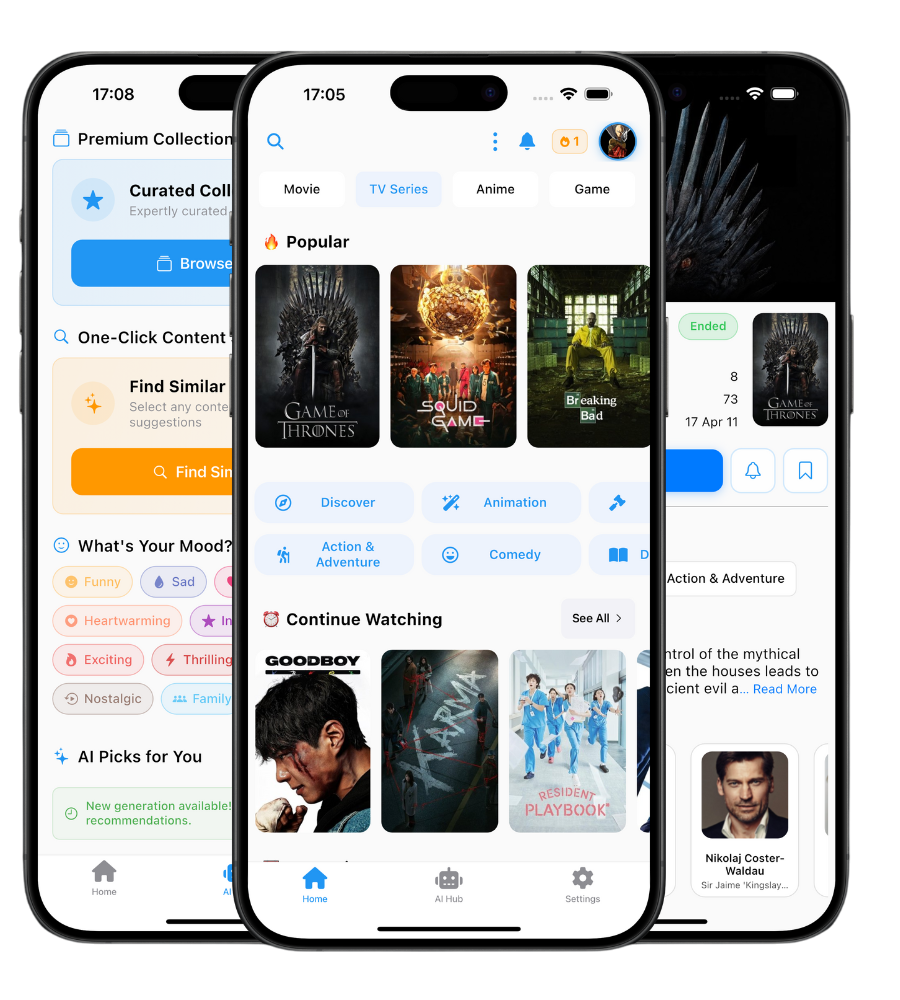 17:08
Premium Collection
Curated Coll
Expertly curated
Browse
One-Click Content
Find Similar
Select any conte
suggestions
Find Sim
What's Your Mood?
Funny
Sad
Heartwarming
In
Exciting
Thrilling
Nostalgic
Family
AI Picks for You
New generation available!
recommendations.
Home
AI
17:05
1
Movie
TV Series
Anime
Game
🔥 Popular
GAME OF
THRONES
SQUID
GAME
Breaking
Bad
Discover
Animation
Action &
Adventure
Comedy
D
⏰ Continue Watching
See All >
GOODBOY
KARMA
RESIDENT
PLAYBOOK
Home
AI Hub
Settings
Ended
8
73
17 Apr 11
GAME OF
THRONES
Action & Adventure
ntrol of the mythical
en the houses leads to
cient evil a... Read More
Nikolaj Coster-
Waldau
Sir Jaime 'Kingslay...